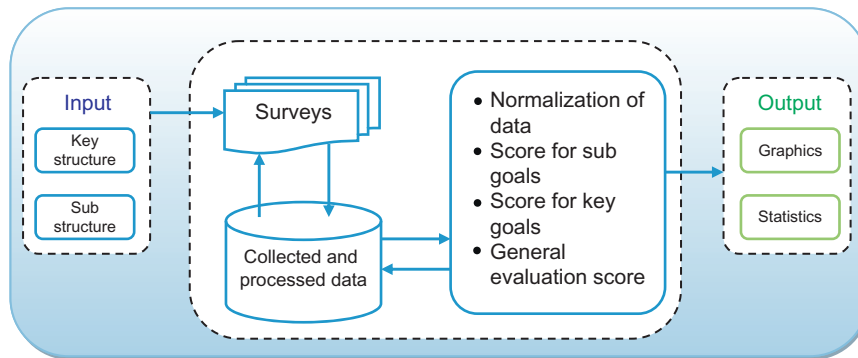 Input
Key
structure
Sub
structure
Surveys
Collected and
processed data
• Normalization of
data
• Score for sub
goals
• Score for key
goals
• General
evaluation score
Output
Graphics
Statistics